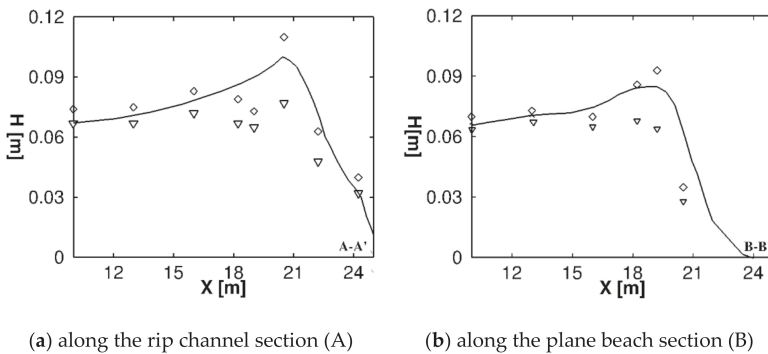 0.12
0.09
0.06
0.03
0
H [m]
12
15
18
21
24
X [m]
A-A'
0.12
0.09
0.06
0.03
0
H[m]
12
15
18
21
24
X [m]
B-B
(a) along the rip channel section (A)
(b) along the plane beach section (B)